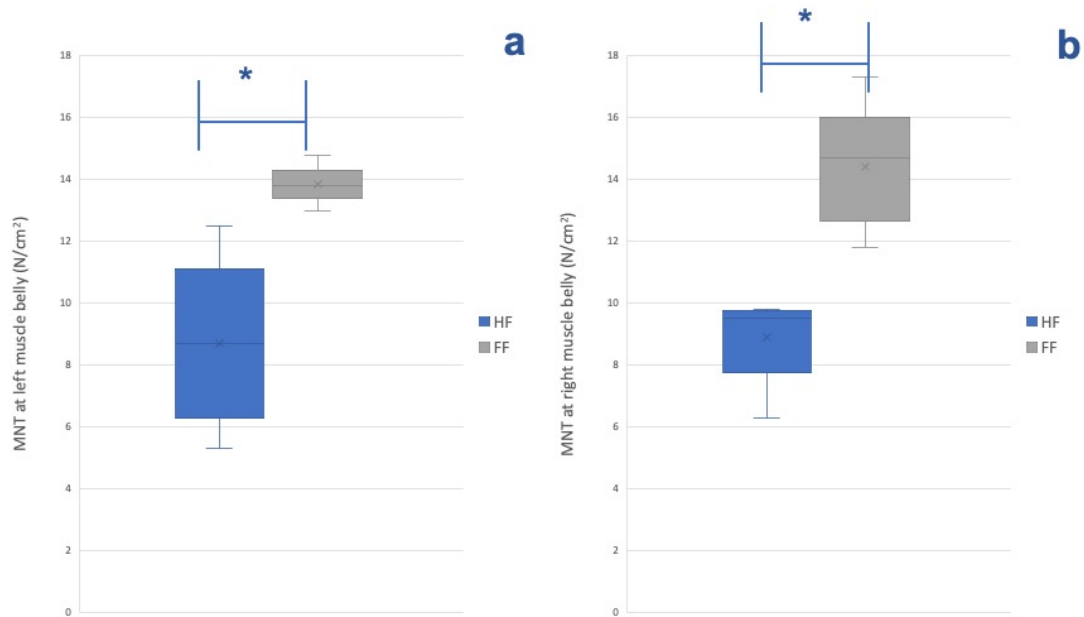 a
*
18
16
14
12
10
8
6
4
2
0
MNT at left muscle belly (N/cm²)
HF
FF
b
*
18
16
14
12
10
8
6
4
2
0
MNT at right muscle belly (N/cm²)
HF
FF